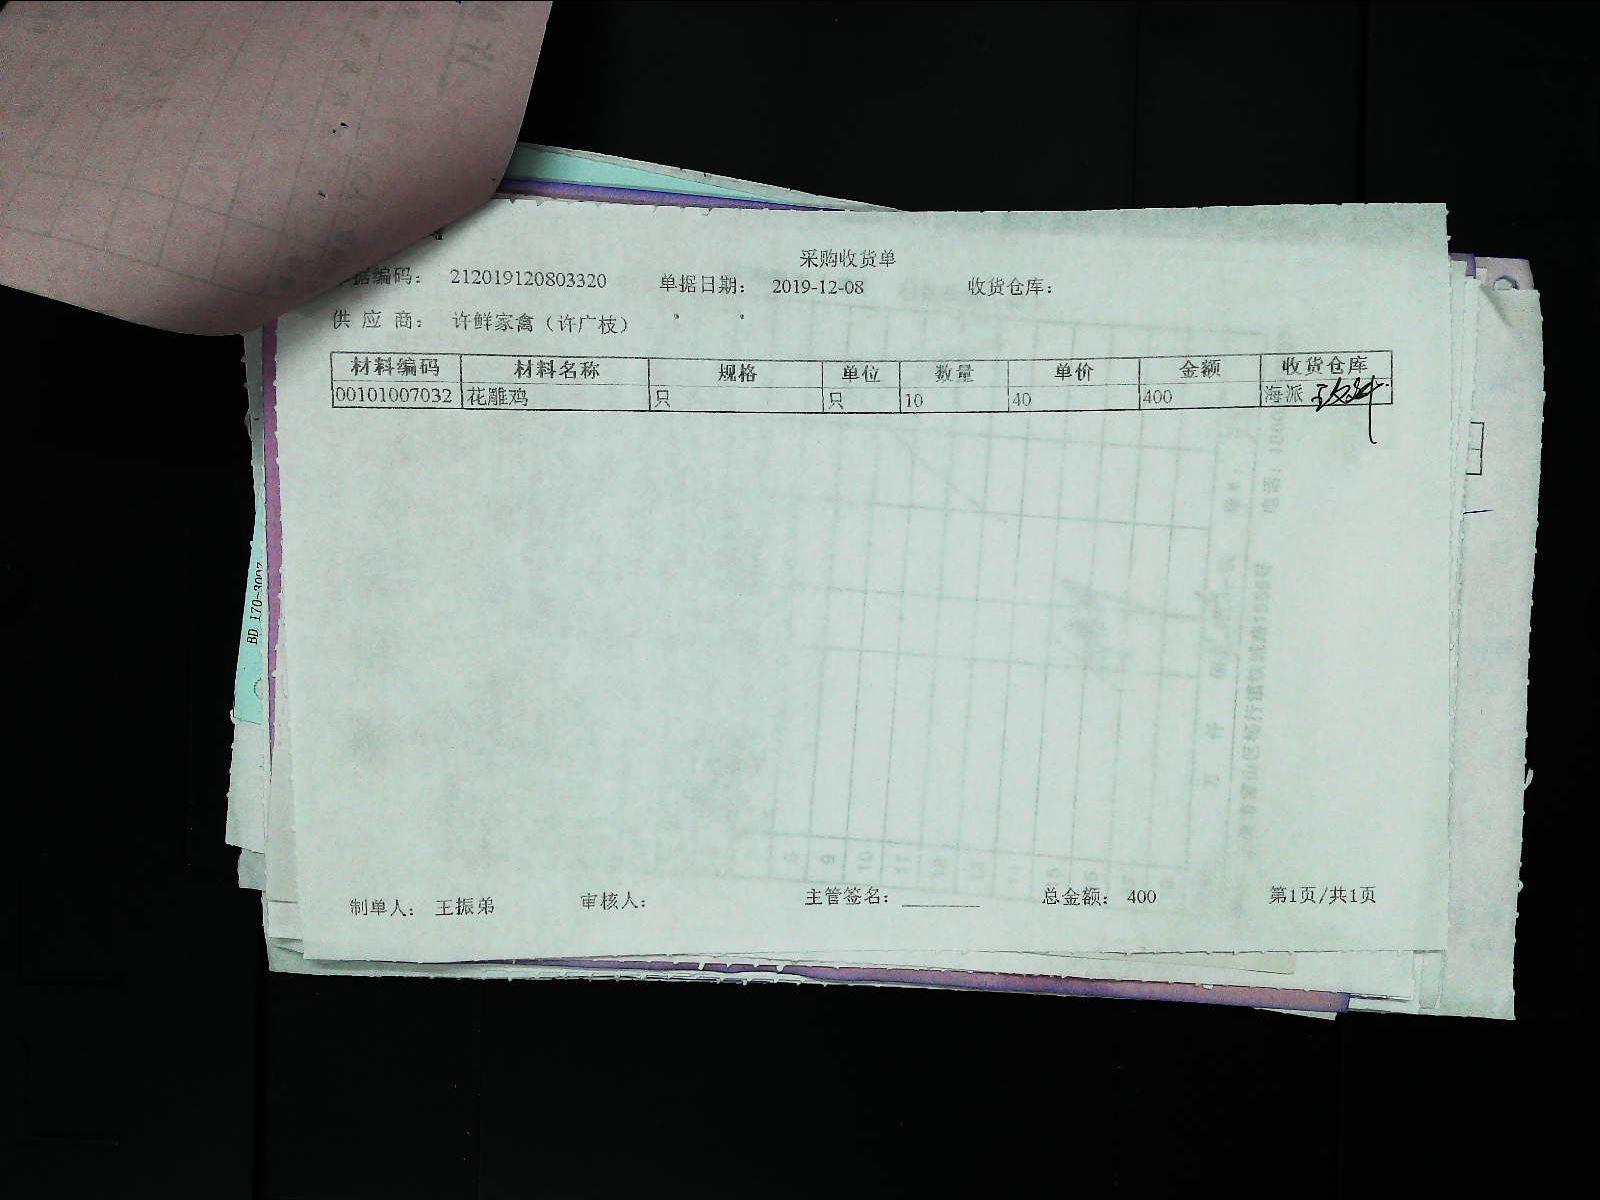 采购收货单
据编码： 212019120803320 单据日期： 2019-12-08 收货仓库：
供 应 商： 许鲜家禽（许广枝）
材料编码 材料名称 规格 单位 数量 单价 金额 收货仓库
00101007032 花雕鸡 只 只 10 40 400 海派
BD 170-300
制单人： 王振弟 审核人： 主管签名： ________ 总金额： 400 第1页/共1页